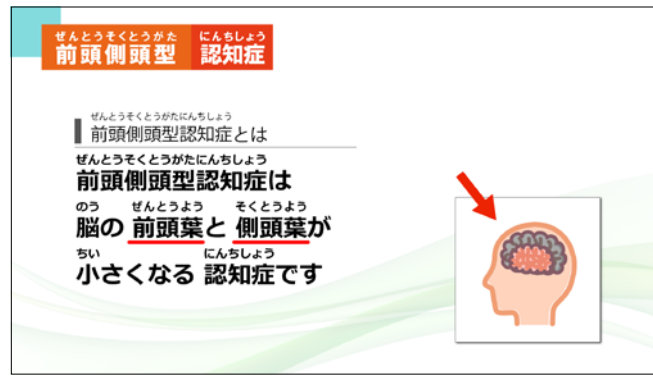 ぜんとうそくとうがた にんちしょう
前頭側頭型 認知症
ぜんとうそくとうがたにんちしょう
前頭側頭型認知症とは
ぜんとうそくとうがたにんちしょう
前頭側頭型認知症は
のう ぜんとうよう そくとうよう
脳の 前頭葉と 側頭葉が
ちい にんちしょう
小さくなる 認知症です